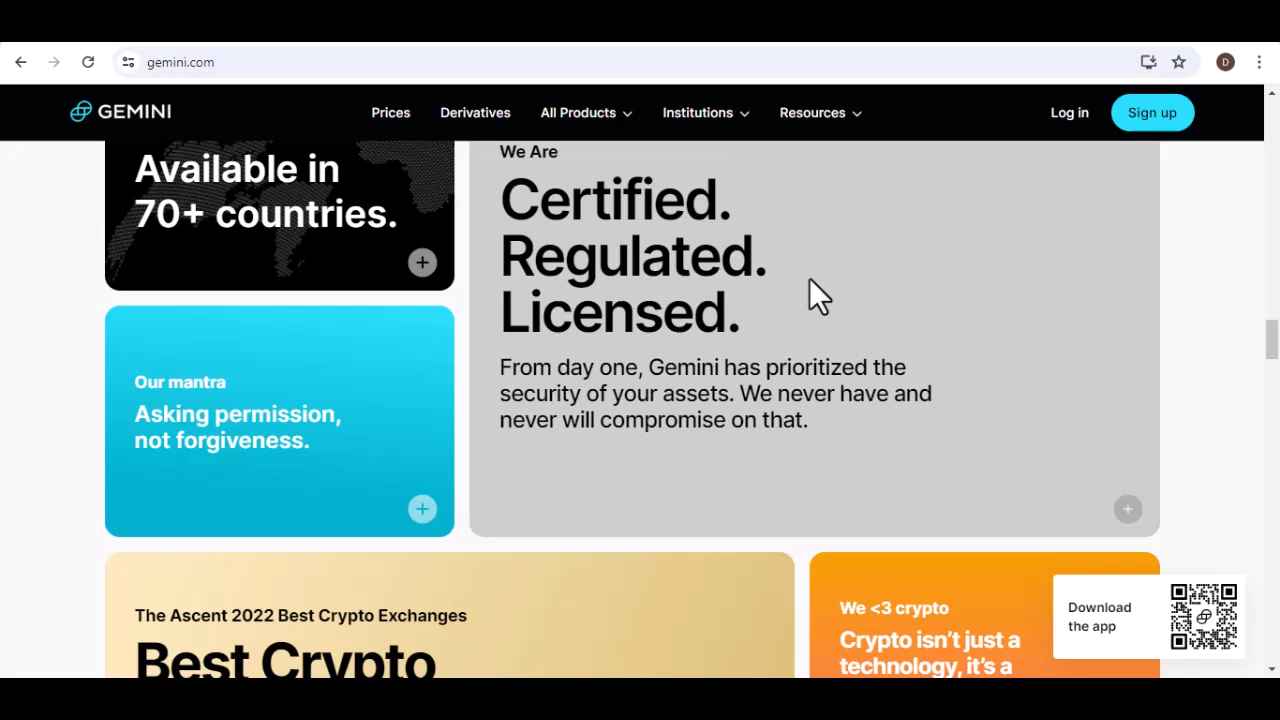 gemini.com
D
GEMINI
Prices
Derivatives
All Products
Institutions
Resources
Log in
Sign up
Available in
70+ countries.
We Are
Certified.
Regulated.
Licensed.
From day one, Gemini has prioritized the
security of your assets. We never have and
never will compromise on that.
Our mantra
Asking permission,
not forgiveness.
The Ascent 2022 Best Crypto Exchanges
Best Crypto
We <3 crypto
Crypto isn't just a
technology, it's a
Download
the app